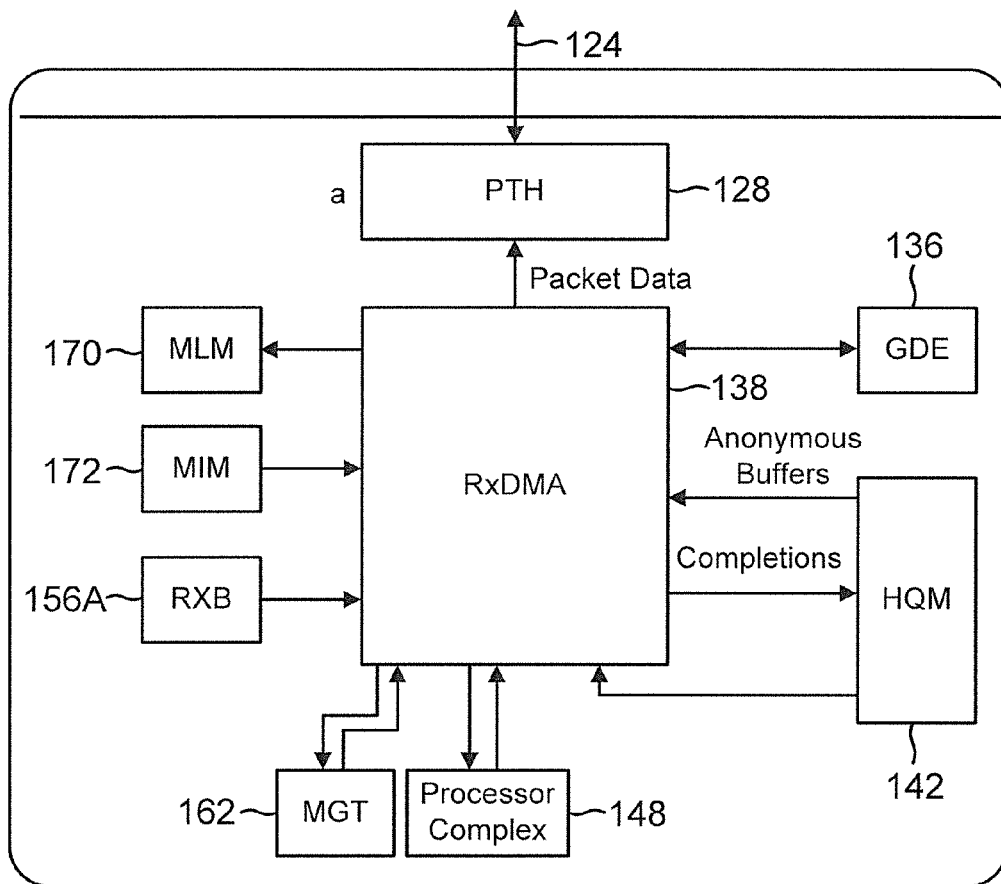 124
a
PTH
128
Packet Data
136
170
MLM
GDE
138
172
MIM
RxDMA
Anonymous
Buffers
Completions
156A
RXB
HQM
162
MGT
Processor
Complex
148
142